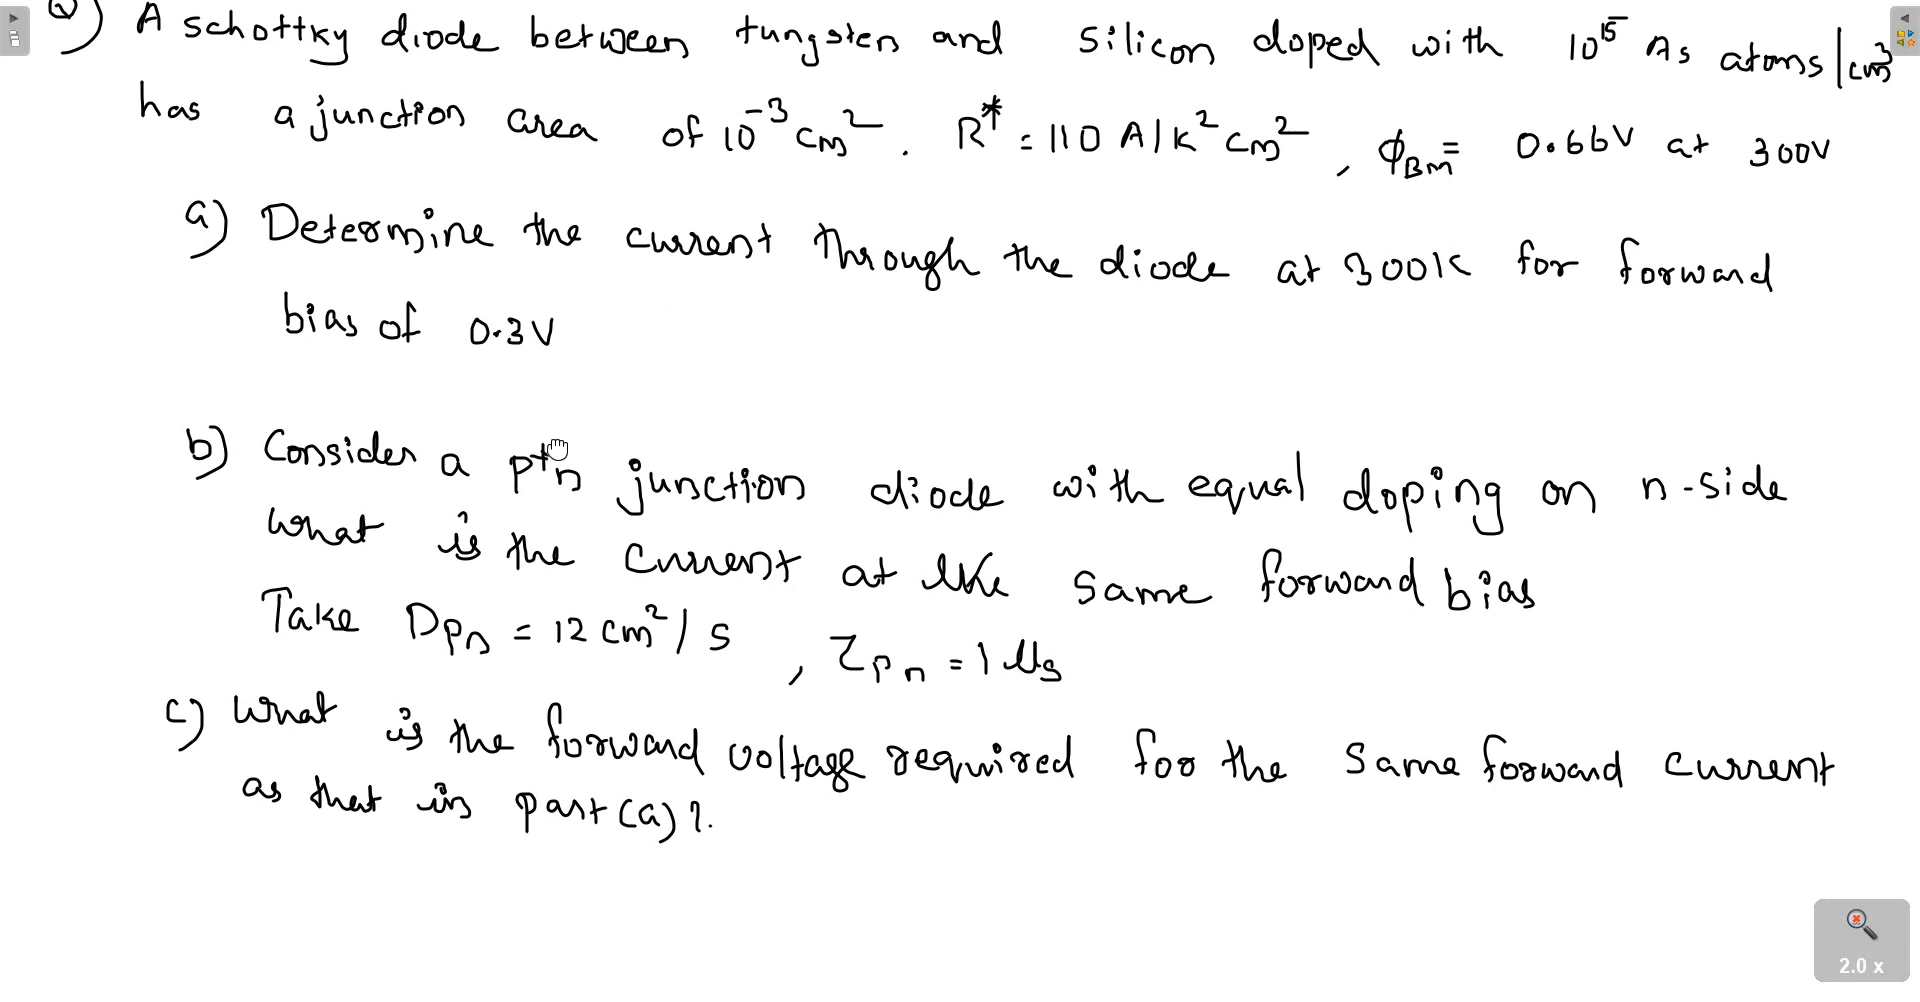 Q) A schottky diode between tungsten and silicon doped with 10^15 As atoms/cm^3
has a junction area of 10^-3 cm^2. R* = 110 A/K^2 cm^2, ϕ_BM = 0.66V at 300V
a) Determine the current through the diode at 300K for forward
bias of 0.3V
b) Consider a p+n junction diode with equal doping on n-side
what is the current at the same forward bias
Take D_pn = 12 cm^2/s, τ_pn = 1 μs
c) what is the forward voltage required for the same forward current
as that in part(a)?.
2.0 x